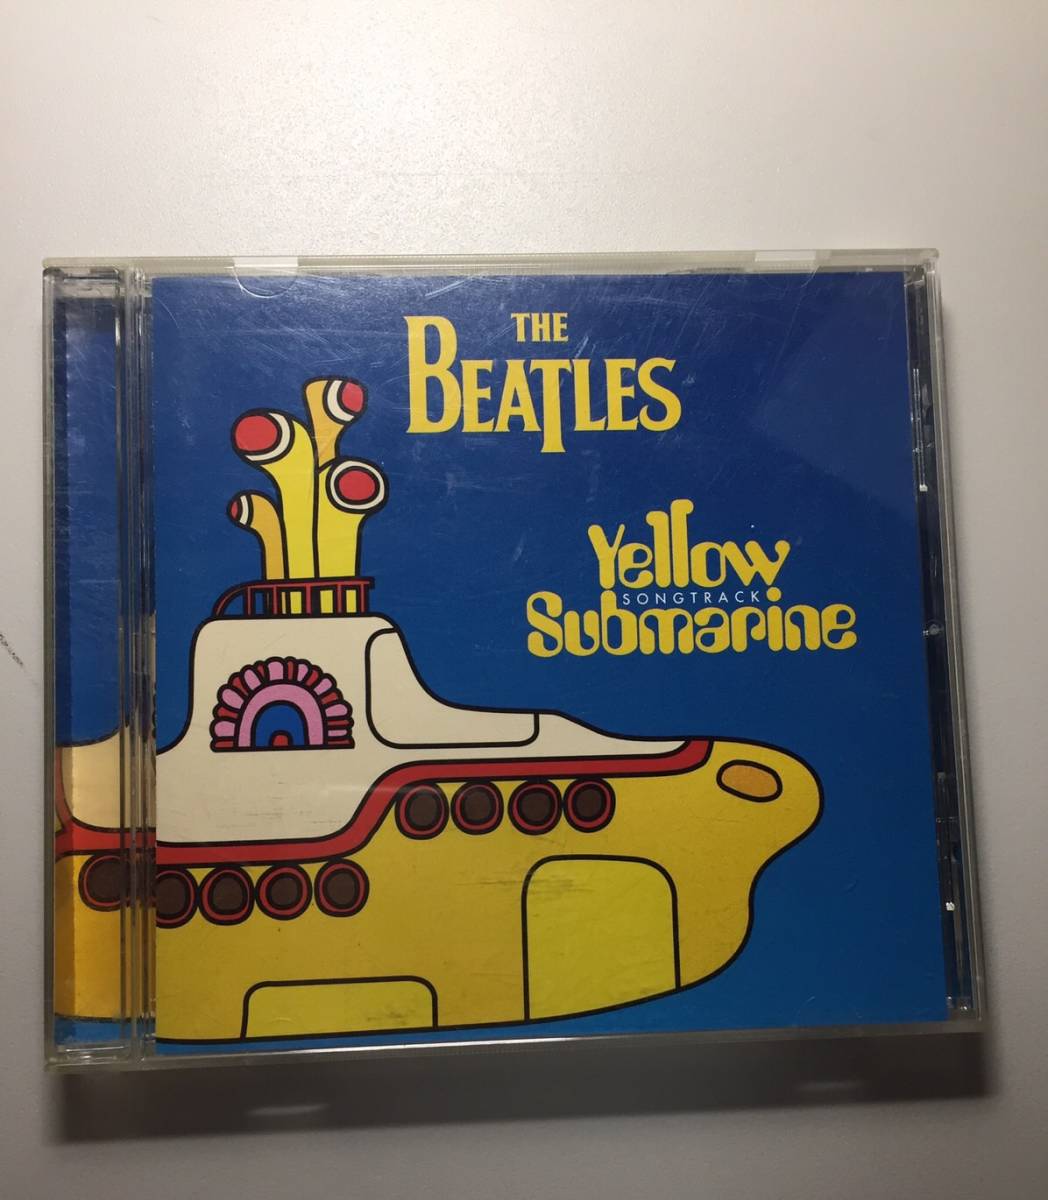 THE
BEATLES
Yellow
SONGTRACK
Submarine